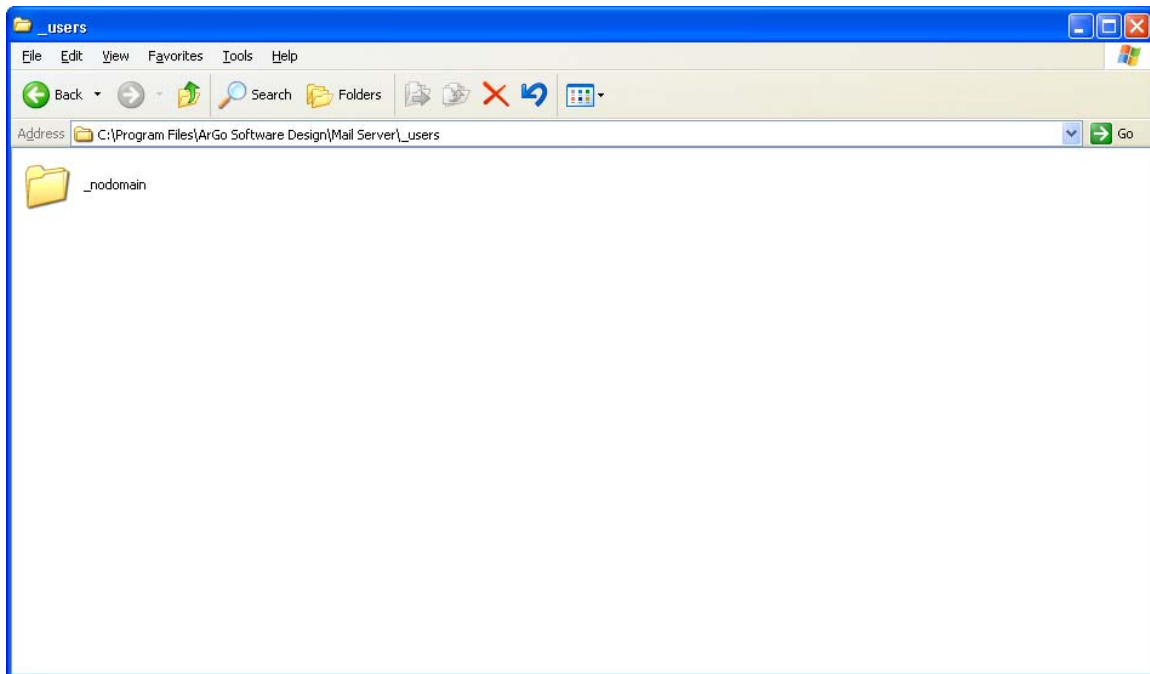 _users
File Edit View Favorites Tools Help
Back Search Folders
Address C:\Program Files\ArGo Software Design\Mail Server\_users Go
_nodomain